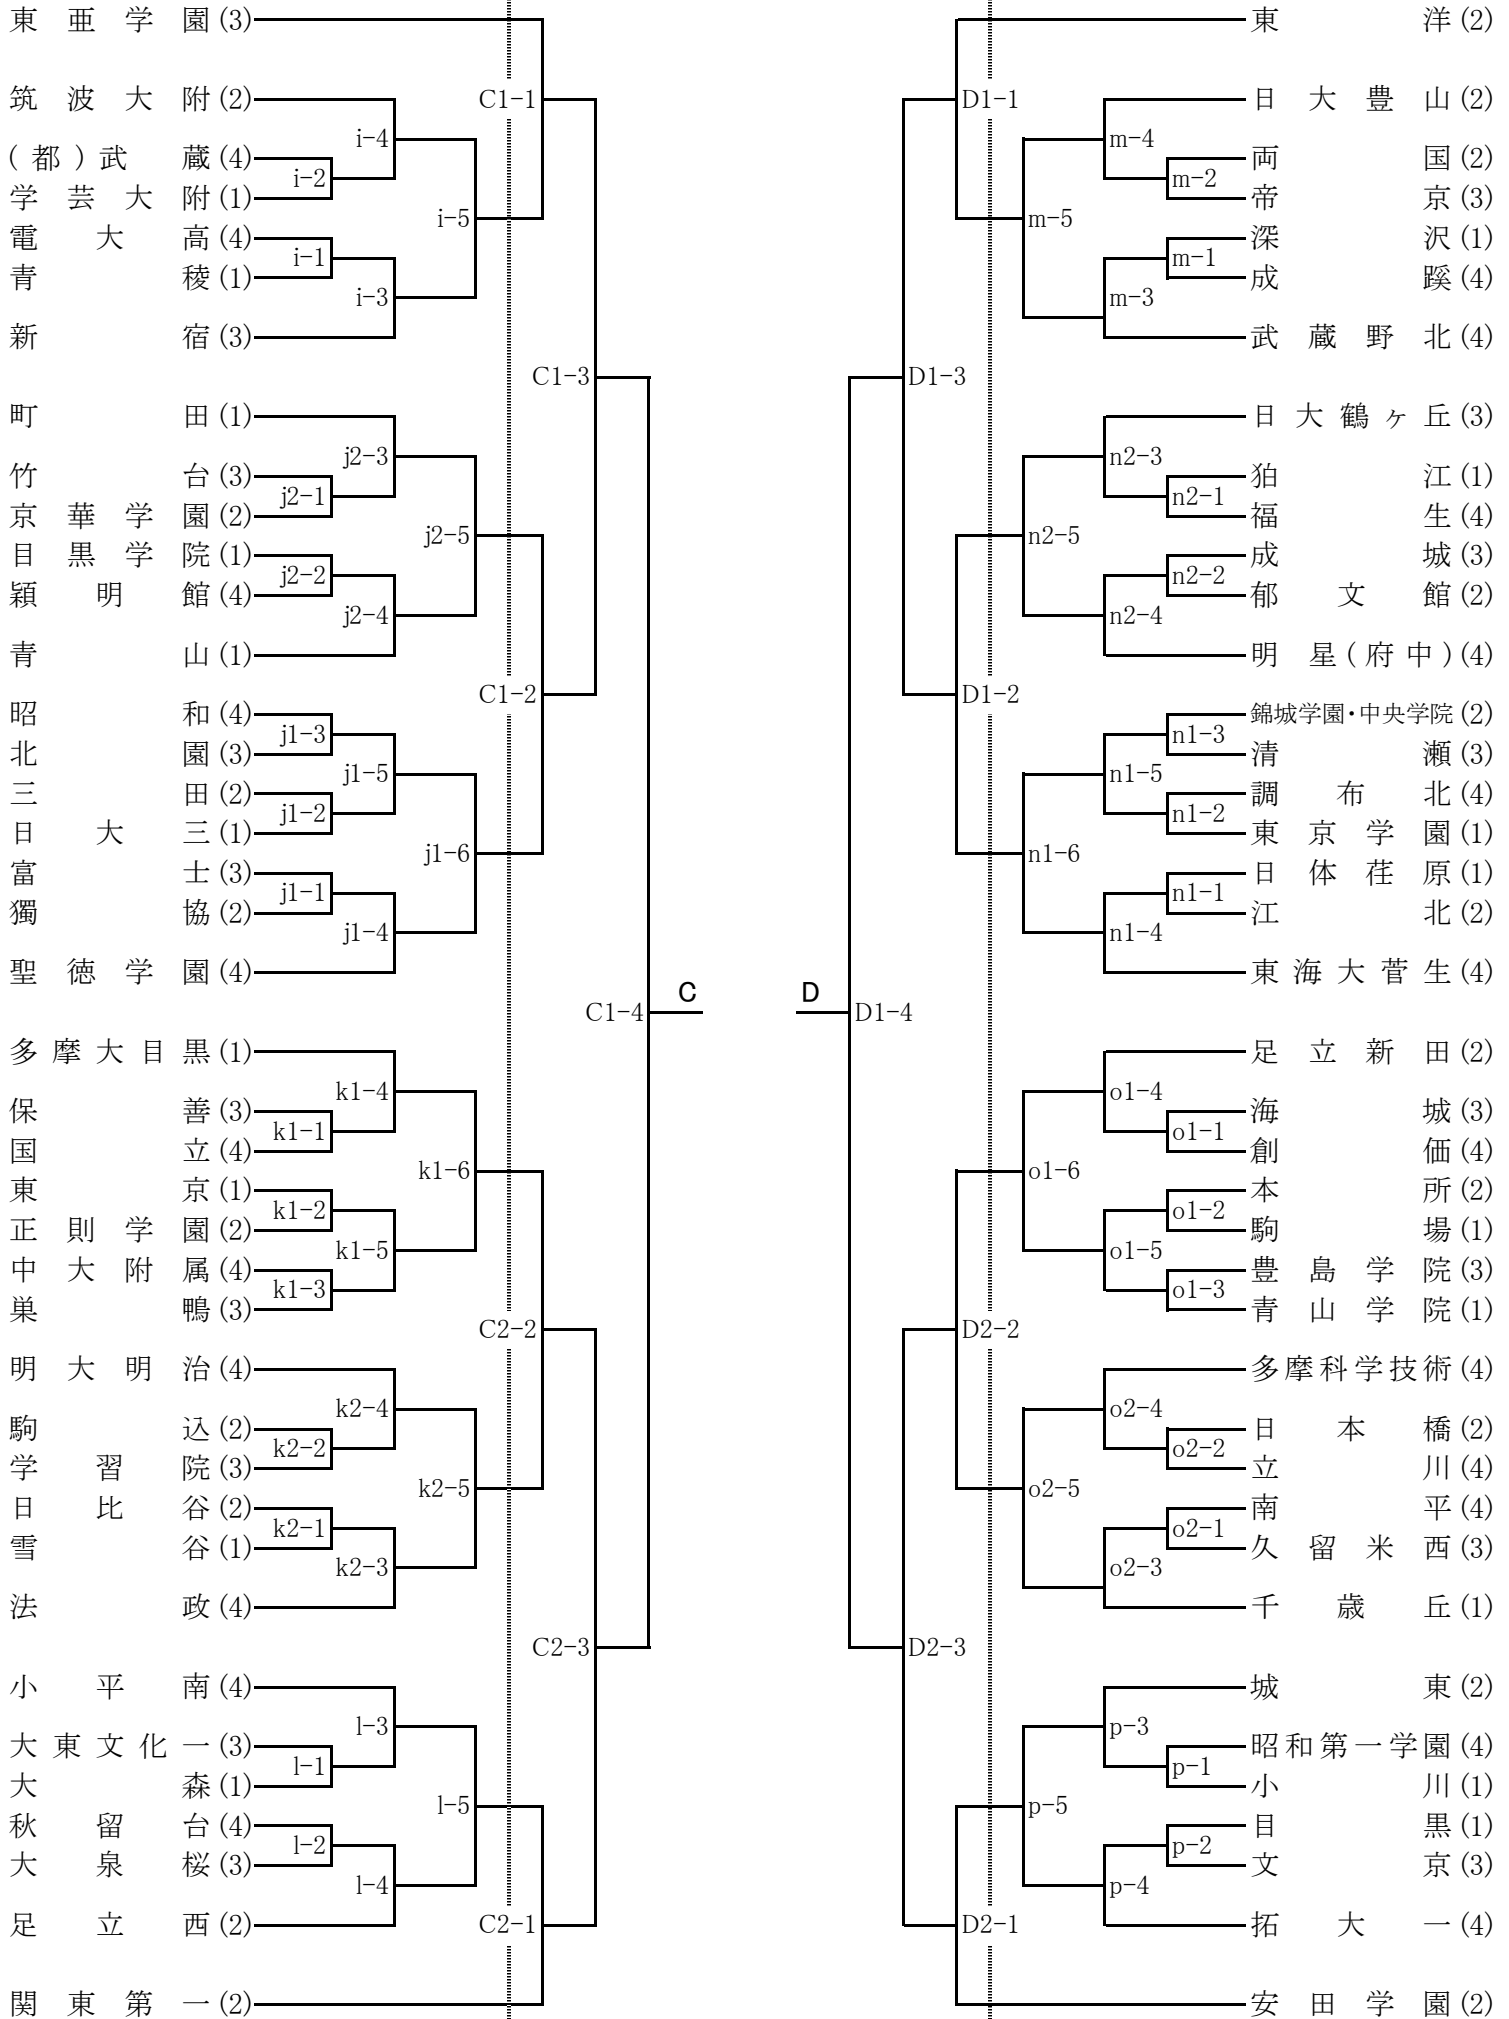 東亜学園(3)
筑波大附(2)
(都)武蔵(4)
学芸大附(1)
電大高(4)
青稜(1)
新宿(3)
町田(1)
竹台(3)
京華学園(2)
目黒学院(1)
穎明館(4)
青山(1)
昭和(4)
北園(3)
三田(2)
日大三(1)
富士(3)
獨協(2)
聖徳学園(4)
多摩大目黒(1)
保善(3)
国立(4)
東京(1)
正則学園(2)
中大附属(4)
巣鴨(3)
明大明治(4)
駒込(2)
学習院(3)
日比谷(2)
雪谷(1)
法政(4)
小平南(4)
大東文化一(3)
大森(1)
秋留台(4)
大泉桜(3)
足立西(2)
関東第一(2)
i-4
i-2
i-5
i-1
i-3
j2-3
j2-1
j2-5
j2-2
j2-4
j1-3
j1-5
j1-2
j1-6
j1-1
j1-4
k1-4
k1-1
k1-6
k1-2
k1-5
k1-3
k2-4
k2-2
k2-5
k2-1
k2-3
l-3
l-1
l-5
l-2
l-4
C1-1
C1-3
C1-2
C1-4
C2-2
C2-3
C2-1
C
D
D1-1
D1-3
D1-2
D1-4
D2-2
D2-3
D2-1
m-4
m-2
m-5
m-1
m-3
n2-3
n2-1
n2-5
n2-2
n2-4
n1-3
n1-5
n1-2
n1-6
n1-1
n1-4
o1-4
o1-1
o1-6
o1-2
o1-5
o1-3
o2-4
o2-2
o2-5
o2-1
o2-3
p-3
p-1
p-5
p-2
p-4
東洋(2)
日大豊山(2)
両国(2)
帝京(3)
深沢(1)
成蹊(4)
武蔵野北(4)
日大鶴ヶ丘(3)
狛江(1)
福生(4)
成城(3)
郁文館(2)
明星(府中)(4)
錦城学園・中央学院(2)
清瀬(3)
調布北(4)
東京学園(1)
日体荏原(1)
江北(2)
東海大菅生(4)
足立新田(2)
海城(3)
創価(4)
本所(2)
駒場(1)
豊島学院(3)
青山学院(1)
多摩科学技術(4)
日本橋(2)
立川(4)
南平(4)
久留米西(3)
千歳丘(1)
城東(2)
昭和第一学園(4)
小川(1)
目黒(1)
文京(3)
拓大一(4)
安田学園(2)